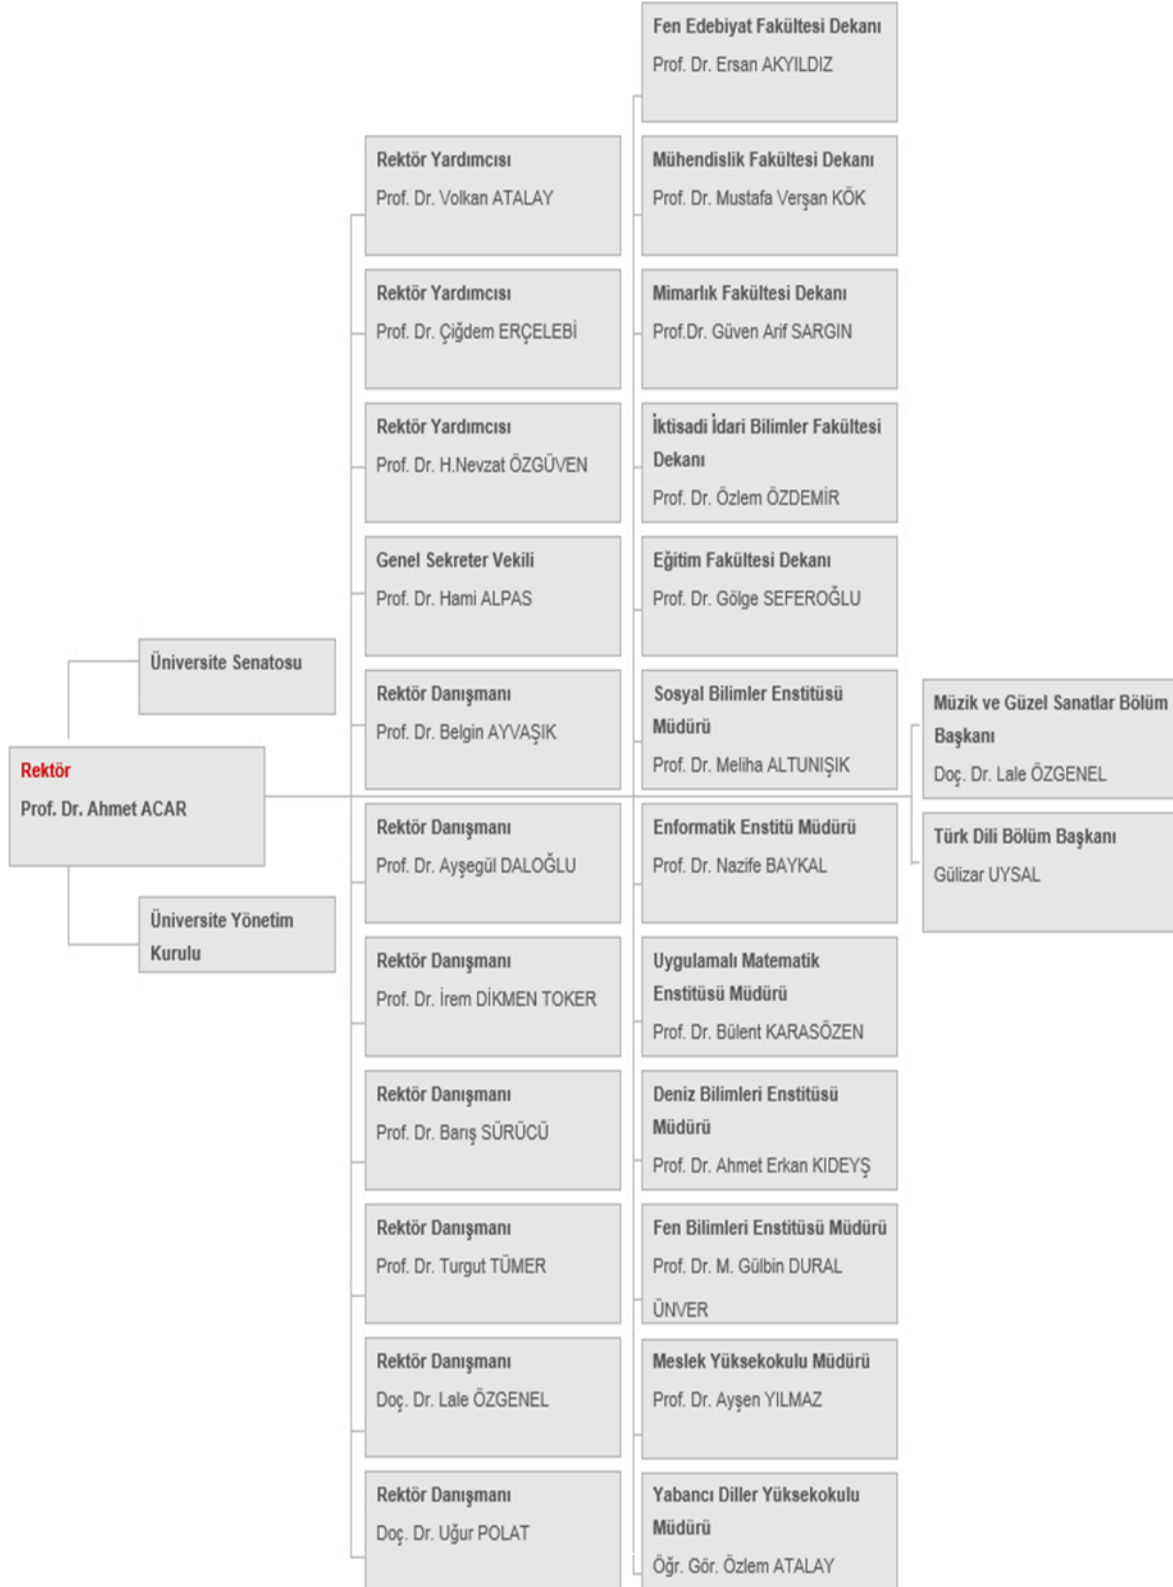 Üniversite Senatosu
Rektör
Prof. Dr. Ahmet ACAR
Üniversite Yönetim
Kurulu
Rektör Yardımcısı
Prof. Dr. Volkan ATALAY
Rektör Yardımcısı
Prof. Dr. Çiğdem ERÇELEBİ
Rektör Yardımcısı
Prof. Dr. H.Nevzat ÖZGÜVEN
Genel Sekreter Vekili
Prof. Dr. Hami ALPAS
Rektör Danışmanı
Prof. Dr. Belgin AYVAŞIK
Rektör Danışmanı
Prof. Dr. Ayşegül DALOĞLU
Rektör Danışmanı
Prof. Dr. İrem DİKMEN TOKER
Rektör Danışmanı
Prof. Dr. Barış SÜRÜCÜ
Rektör Danışmanı
Prof. Dr. Turgut TÜMER
Rektör Danışmanı
Doç. Dr. Lale ÖZGENEL
Rektör Danışmanı
Doç. Dr. Uğur POLAT
Fen Edebiyat Fakültesi Dekanı
Prof. Dr. Ersan AKYILDIZ
Mühendislik Fakültesi Dekanı
Prof. Dr. Mustafa Verşan KÖK
Mimarlık Fakültesi Dekanı
Prof.Dr. Güven Arif SARGIN
İktisadi İdari Bilimler Fakültesi
Dekanı
Prof. Dr. Özlem ÖZDEMİR
Eğitim Fakültesi Dekanı
Prof. Dr. Gölge SEFEROĞLU
Sosyal Bilimler Enstitüsü
Müdürü
Prof. Dr. Meliha ALTUNIŞIK
Enformatik Enstitü Müdürü
Prof. Dr. Nazife BAYKAL
Uygulamalı Matematik
Enstitüsü Müdürü
Prof. Dr. Bülent KARASÖZEN
Deniz Bilimleri Enstitüsü
Müdürü
Prof. Dr. Ahmet Erkan KIDEYŞ
Fen Bilimleri Enstitüsü Müdürü
Prof. Dr. M. Gülbin DURAL
ÜNVER
Meslek Yüksekokulu Müdürü
Prof. Dr. Ayşen YILMAZ
Yabancı Diller Yüksekokulu
Müdürü
Öğr. Gör. Özlem ATALAY
Müzik ve Güzel Sanatlar Bölüm
Başkanı
Doç. Dr. Lale ÖZGENEL
Türk Dili Bölüm Başkanı
Gülizar UYSAL